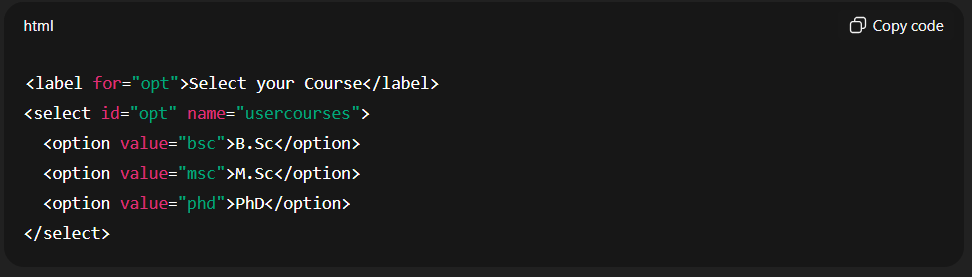 html
Copy code
<label for="opt">Select your Course</label>
<select id="opt" name="usercourses">
  <option value="bsc">B.Sc</option>
  <option value="msc">M.Sc</option>
  <option value="phd">PhD</option>
</select>